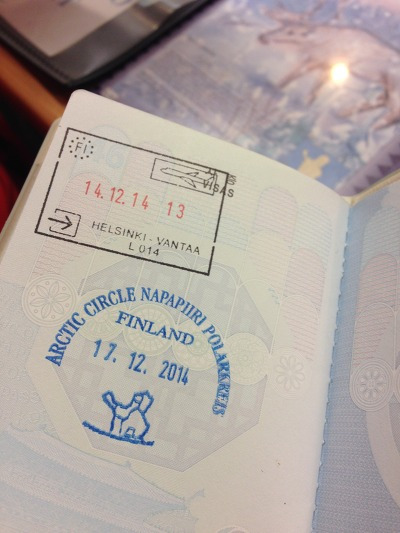 VISAS
FI
14.12.14 13
HELSINKI - VANTAA
L 014
ARCTIC CIRCLE NAPAPIIRI POLARKREIS
FINLAND
17. 12. 2014